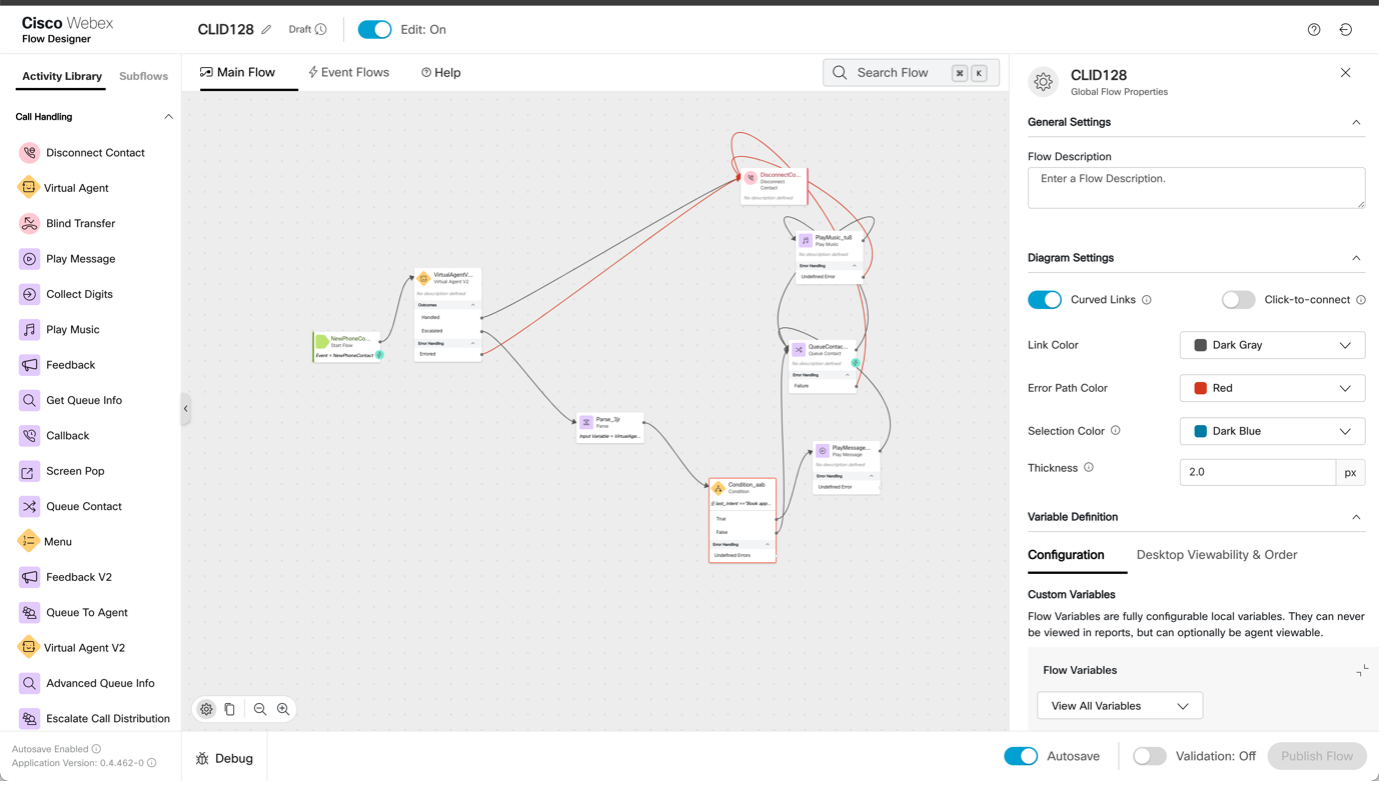 Cisco Webex
Flow Designer
CLID128
Draft
Edit: On
Activity Library
Subflows
Main Flow
Event Flows
Help
Search Flow
⌘
K
Call Handling
Disconnect Contact
Virtual Agent
Blind Transfer
Play Message
Collect Digits
Play Music
Feedback
Get Queue Info
Callback
Screen Pop
Queue Contact
Menu
Feedback V2
Queue To Agent
Virtual Agent V2
Advanced Queue Info
Escalate Call Distribution
Autosave Enabled
Application Version: 0.4.462-0
NewPhoneCo...
Start Flow
Event = NewPhoneContact
VirtualAgentV...
Virtual Agent V2
No description defined
Outcomes
Handled
Escalated
Error Handling
Errored
DisconnectCo...
Disconnect
Contact
No description defined
PlayMusic_tu8
Play Music
No description defined
Error Handling
Undefined Error
QueueContac...
Queue Contact
No description defined
Error Handling
Failure
Parse_3jr
Parse
Input Variable = VirtualAge...
PlayMessage...
Play Message
No description defined
Error Handling
Undefined Error
Condition_aab
Condition
last_intent =="Book app...
True
False
Error Handling
Undefined Errors
Debug
CLID128
Global Flow Properties
General Settings
Flow Description
Enter a Flow Description.
Diagram Settings
Curved Links
Click-to-connect
Link Color
Dark Gray
Error Path Color
Red
Selection Color
Dark Blue
Thickness
2.0
px
Variable Definition
Configuration
Desktop Viewability & Order
Custom Variables
Flow Variables are fully configurable local variables. They can never
be viewed in reports, but can optionally be agent viewable.
Flow Variables
View All Variables
Autosave
Validation: Off
Publish Flow